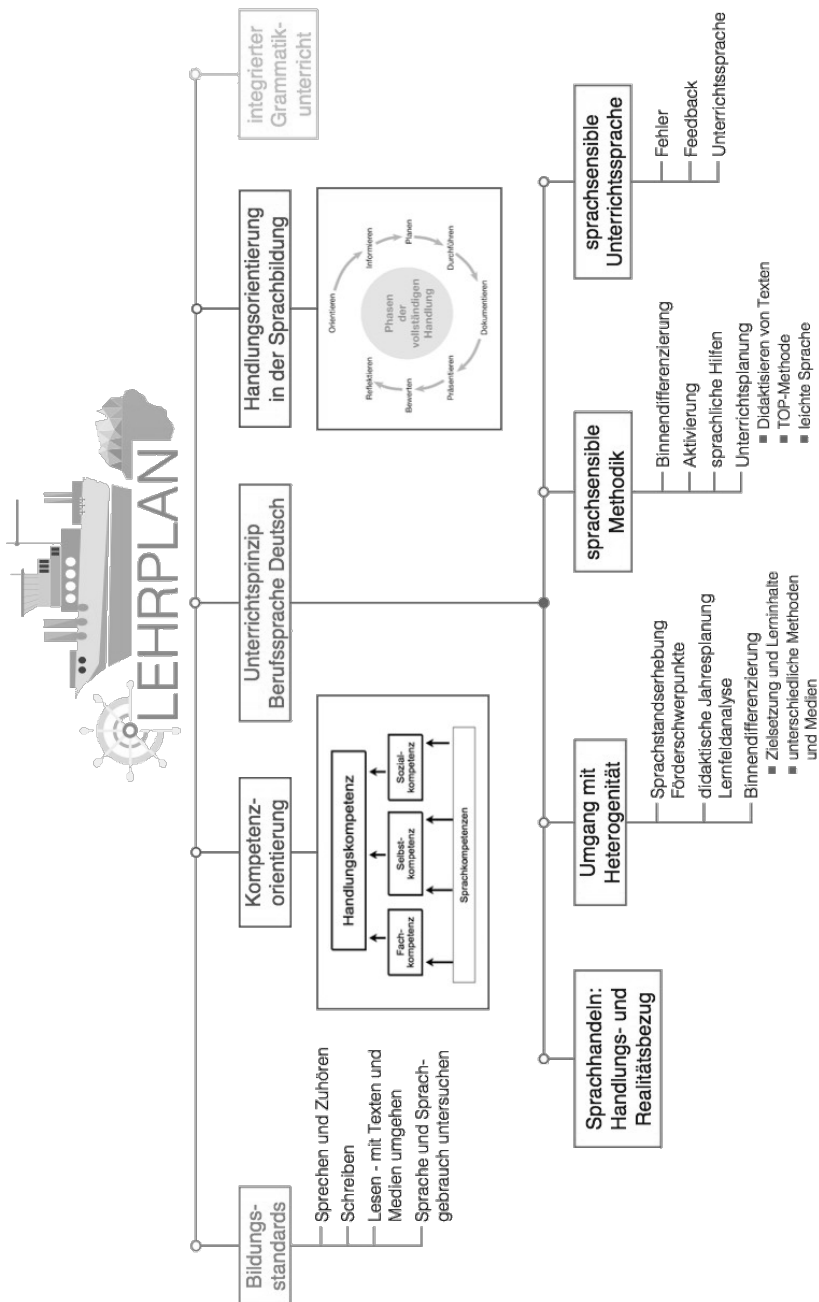 LEHRPLAN
Bildungs-
standards
Sprechen und Zuhören
Schreiben
Lesen - mit Texten und
Medien umgehen
Sprache und Sprach-
gebrauch untersuchen
Kompetenz-
orientierung
Handlungskompetenz
Fach-
kompetenz
Selbst-
kompetenz
Sozial-
kompetenz
Sprachkompetenzen
Unterrichtsprinzip
Berufssprache Deutsch
Handlungsorientierung
in der Sprachbildung
Phasen
der
vollständigen
Handlung
Orientieren
Informieren
Planen
Durchführen
Dokumentieren
Präsentieren
Bewerten
Reflektieren
integrierter
Grammatik-
unterricht
Sprachhandeln:
Handlungs- und
Realitätsbezug
Umgang mit
Heterogenität
Sprachstandserhebung
Förderschwerpunkte
didaktische Jahresplanung
Lernfeldanalyse
Binnendifferenzierung
■ Zielsetzung und Lerninhalte
■ unterschiedliche Methoden
und Medien
sprachsensible
Methodik
Binnendifferenzierung
Aktivierung
sprachliche Hilfen
Unterrichtsplanung
■ Didaktisieren von Texten
■ TOP-Methode
■ leichte Sprache
sprachsensible
Unterrichtssprache
Fehler
Feedback
Unterrichtssprache